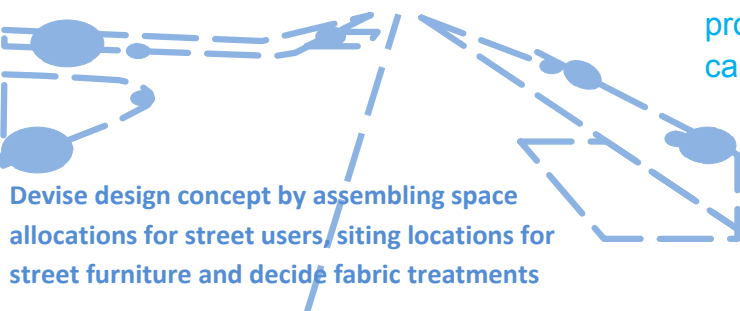 pro
ca
Devise design concept by assembling space
allocations for street users, siting locations for
street furniture and decide fabric treatments